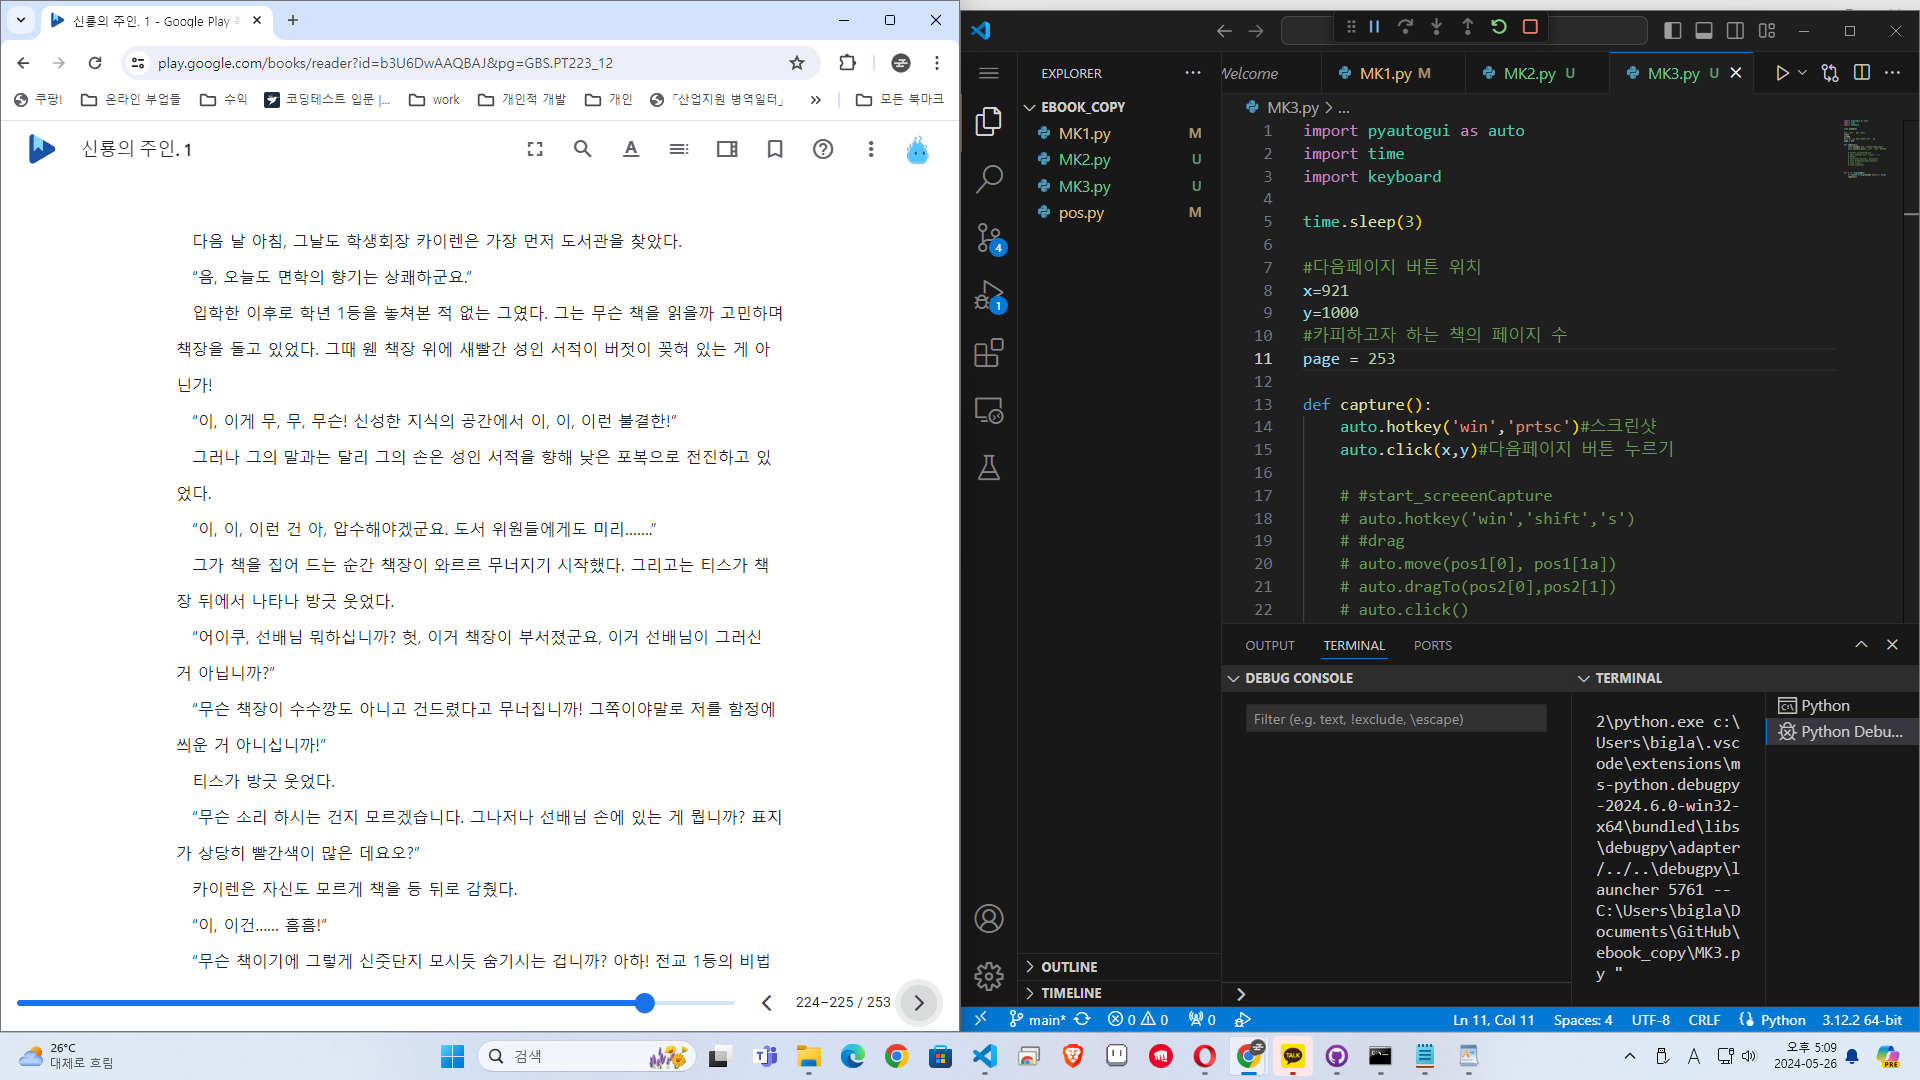 신룡의 주인. 1 - Google Play
play.google.com/books/reader?id=b3U6DwAAQBAJ&pg=GBS.PT223_12
쿠팡! 온라인 부업들 수익 코딩테스트 입문 |... work 개인적 개발 개인 「산업지원 병역일터」 » 모든 북마크
신룡의 주인. 1
다음 날 아침, 그날도 학생회장 카이렌은 가장 먼저 도서관을 찾았다.
“음, 오늘도 면학의 향기는 상쾌하군요.”
입학한 이후로 학년 1등을 놓쳐본 적 없는 그였다. 그는 무슨 책을 읽을까 고민하며
책장을 돌고 있었다. 그때 웬 책장 위에 새빨간 성인 서적이 버젓이 꽂혀 있는 게 아
닌가!
“이, 이게 무, 무, 무슨! 신성한 지식의 공간에서 이, 이, 이런 불결한!”
그러나 그의 말과는 달리 그의 손은 성인 서적을 향해 낮은 포복으로 전진하고 있
었다.
“이, 이, 이런 건 아, 압수해야겠군요. 도서 위원들에게도 미리.......”
그가 책을 집어 드는 순간 책장이 와르르 무너지기 시작했다. 그리고는 티스가 책
장 뒤에서 나타나 방긋 웃었다.
“어이쿠, 선배님 뭐하십니까? 헛, 이거 책장이 부서졌군요, 이거 선배님이 그러신
거 아닙니까?”
“무슨 책장이 수수깡도 아니고 건드렸다고 무너집니까! 그쪽이야말로 저를 함정에
씌운 거 아니십니까!”
티스가 방긋 웃었다.
“무슨 소리 하시는 건지 모르겠습니다. 그나저나 선배님 손에 있는 게 뭡니까? 표지
가 상당히 빨간색이 많은 데요오?”
카이렌은 자신도 모르게 책을 등 뒤로 감췄다.
“이, 이건...... 흠흠!”
“무슨 책이기에 그렇게 신줏단지 모시듯 숨기시는 겁니까? 아하! 전교 1등의 비법
224–225 / 253
EXPLORER
EBOOK_COPY
MK1.py M
MK2.py U
MK3.py U
pos.py M
OUTLINE
TIMELINE
Welcome MK1.py M MK2.py U MK3.py U
MK3.py > ...
1 import pyautogui as auto
2 import time
3 import keyboard
4
5 time.sleep(3)
6
7 #다음페이지 버튼 위치
8 x=921
9 y=1000
10 #카피하고자 하는 책의 페이지 수
11 page = 253
12
13 def capture():
14 auto.hotkey('win','prtsc')#스크린샷
15 auto.click(x,y)#다음페이지 버튼 누르기
16
17 # #start_screeenCapture
18 # auto.hotkey('win','shift','s')
19 # #drag
20 # auto.move(pos1[0], pos1[1a])
21 # auto.dragTo(pos2[0],pos2[1])
22 # auto.click()
OUTPUT TERMINAL PORTS
DEBUG CONSOLE
Filter (e.g. text, !exclude, \escape)
TERMINAL
2\python.exe c:\
Users\bigla\.vsc
ode\extensions\m
s-python.debugpy
-2024.6.0-win32-
x64\bundled\libs
\debugpy\adapter
/../..\debugpy\l
auncher 5761 --
C:\Users\bigla\D
ocuments\GitHub\
ebook_copy\MK3.p
y "
Python
Python Debu...
4
1
main* 0 0 0 Ln 11, Col 11 Spaces: 4 UTF-8 CRLF Python 3.12.2 64-bit
26°C
대체로 흐림
검색
TALK
A
오후 5:09
2024-05-26
PRE